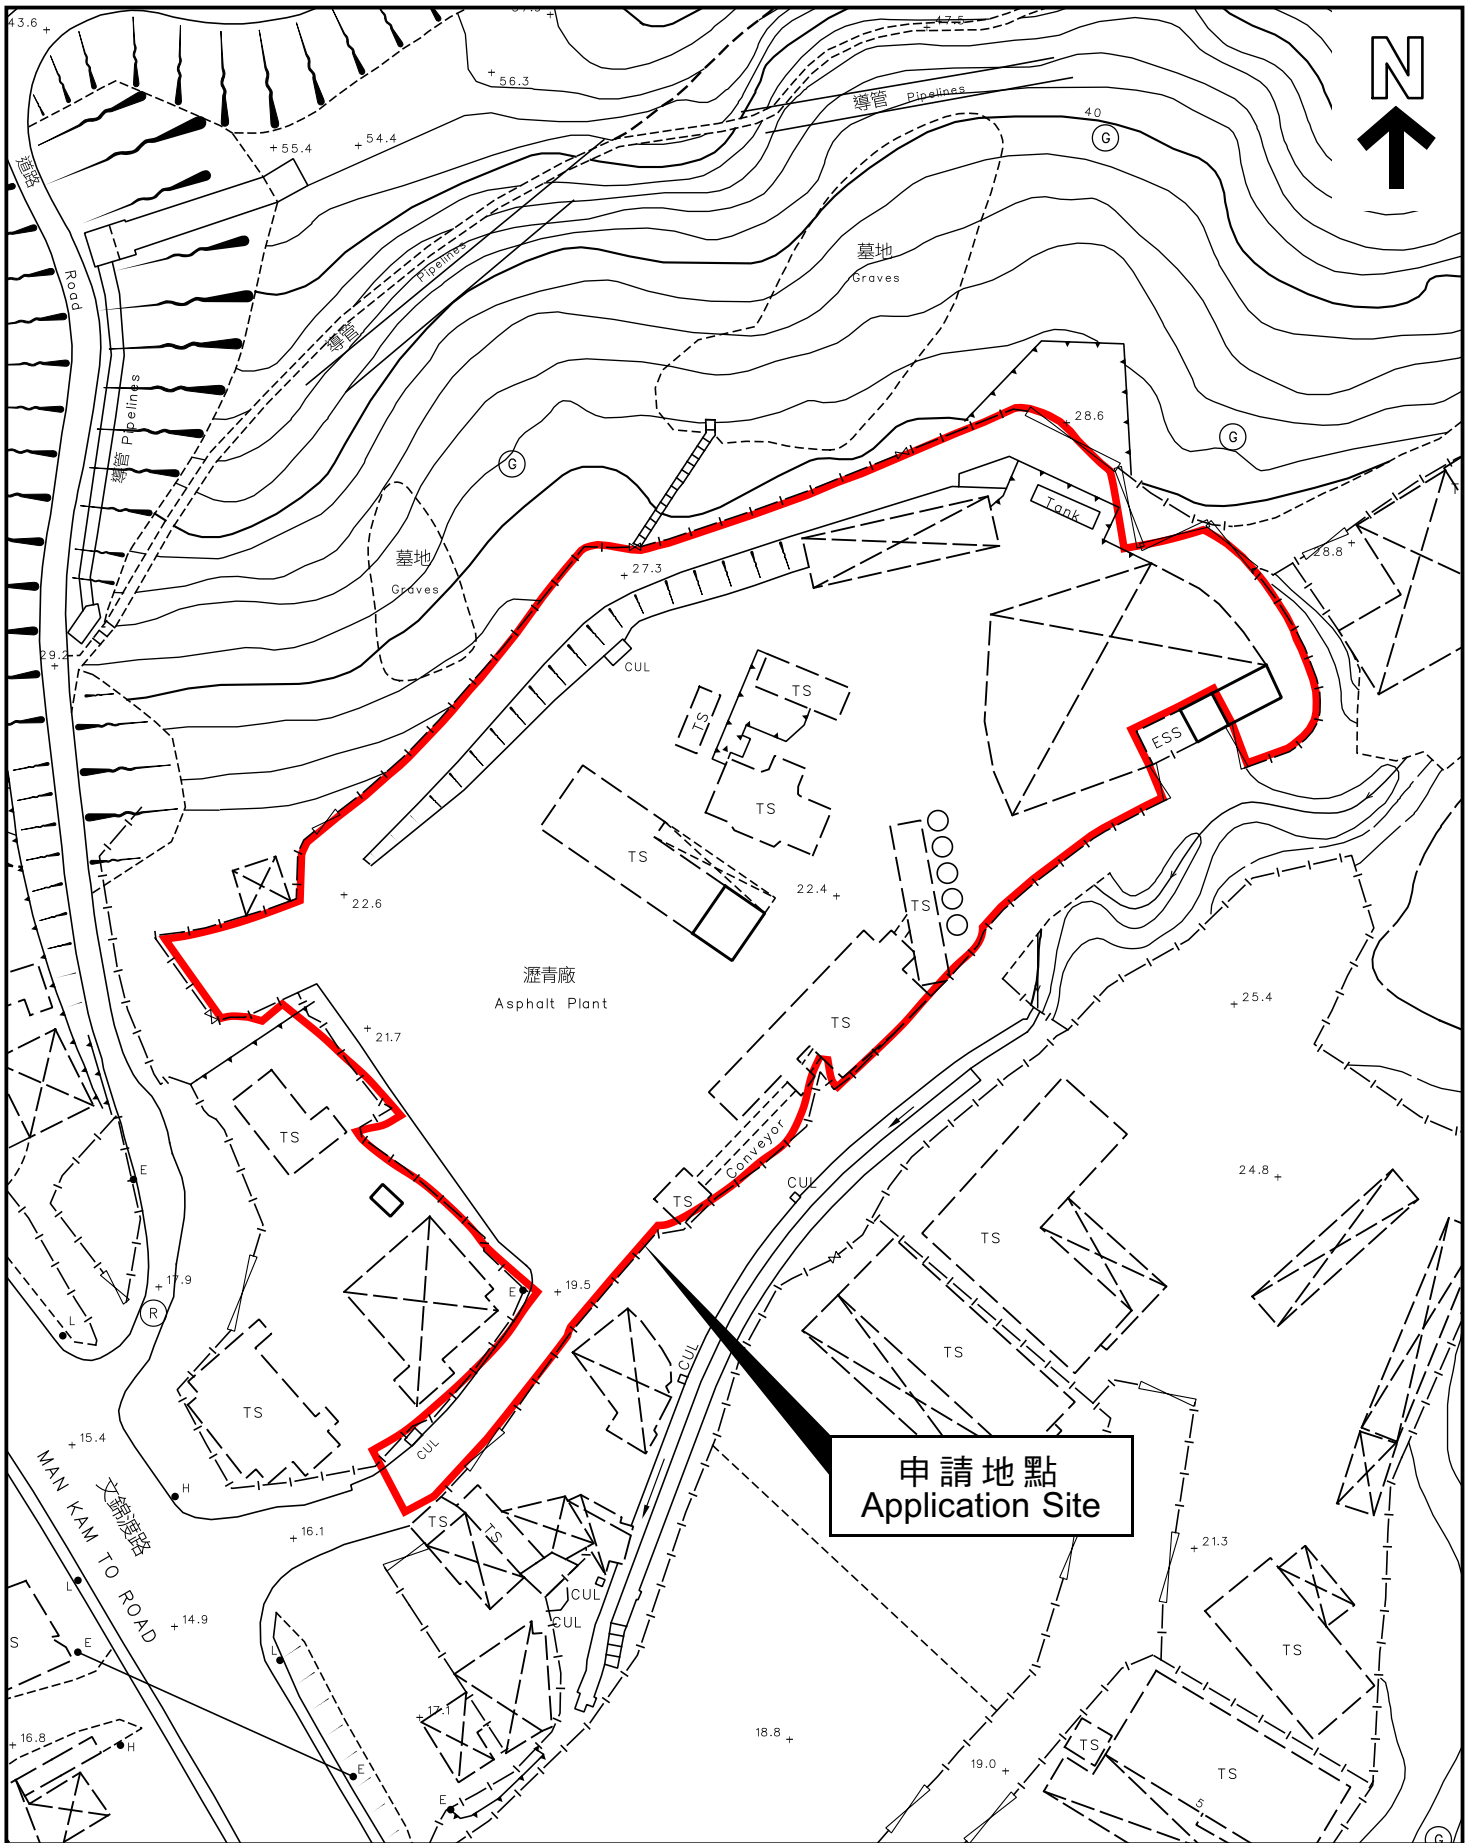 43.6
47.5
N
56.3
導管 Pipelines
40
G
54.4
55.4
道路
Road
墓地
Graves
導管 Pipelines
28.6
G
G
導管 Pipelines
Tank
28.8
墓地
Graves
27.3
29.2
CUL
TS
TS
ESS
TS
TS
22.4
22.6
TS
瀝青廠
Asphalt Plant
25.4
TS
21.7
TS
Conveyor
E
24.8
CUL
TS
TS
17.9
R
E
19.5
L
TS
CUL
TS
15.4
CUL
申請地點
Application Site
MAN KAM TO ROAD
文錦渡路
H
16.1
TS
TS
21.3
L
CUL
14.9
CUL
S
E
L
TS
17.1
16.8
H
18.8
TS
19.0
E
TS
5
E
G